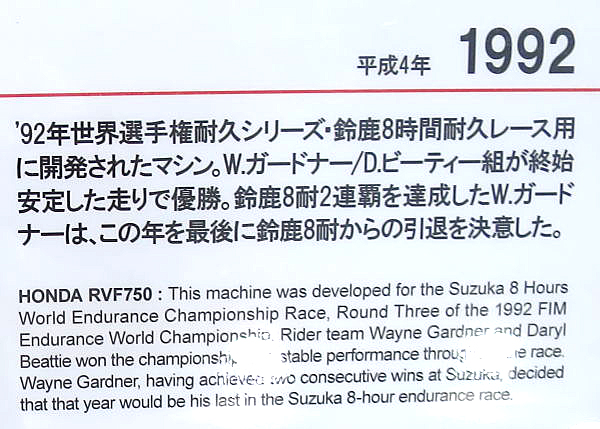 平成4年 1992
'92年世界選手権耐久シリーズ・鈴鹿8時間耐久レース用
に開発されたマシン。W.ガードナー/D.ビーティー組が終始
安定した走りで優勝。鈴鹿8耐2連覇を達成したW.ガード
ナーは、この年を最後に鈴鹿8耐からの引退を決意した。
HONDA RVF750 : This machine was developed for the Suzuka 8 Hours
World Endurance Championship Race, Round Three of the 1992 FIM
Endurance World Championship. Rider team Wayne Gardner and Daryl
Beattie won the stable performance race.
Wayne Gardner, having achieved two consecutive wins at Suzuka, decided
that that year would be his last in the Suzuka 8-hour endurance race.